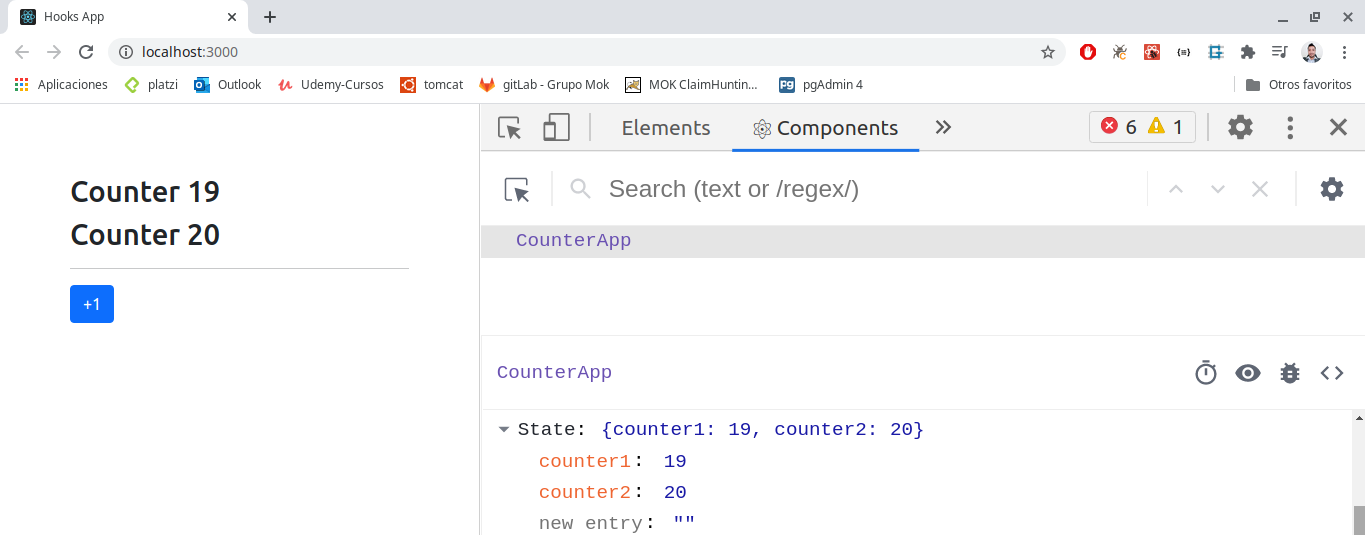 Hooks App
localhost:3000
Aplicaciones platzi Outlook Udemy-Cursos tomcat gitLab - Grupo Mok MOK ClaimHuntin... pgAdmin 4 Otros favoritos
Elements Components 6 1
Search (text or /regex/)
Counter 19
Counter 20
+1
CounterApp
CounterApp
State: {counter1: 19, counter2: 20}
counter1: 19
counter2: 20
new entry: ""